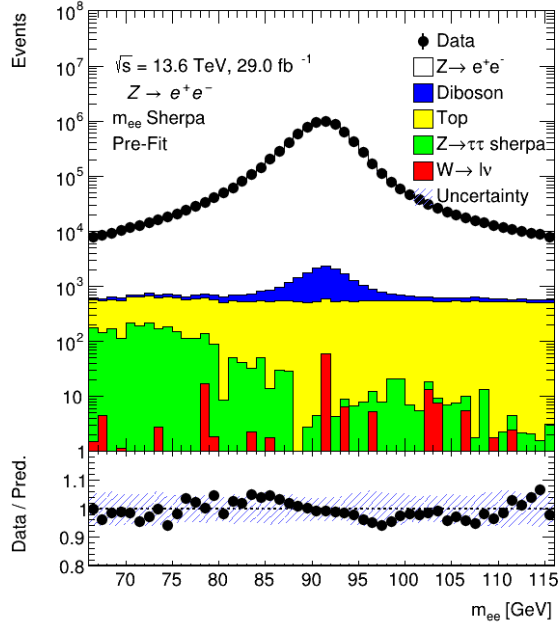 Events
10⁸
10⁷
10⁶
10⁵
10⁴
10³
10²
10
1
√s = 13.6 TeV, 29.0 fb⁻¹
Z → e⁺e⁻
m_ee Sherpa
Pre-Fit
Data
Z→ e⁺e⁻
Diboson
Top
Z→ττ sherpa
W→ lν
Uncertainty
Data / Pred.
1.1
1
0.9
0.8
70 75 80 85 90 95 100 105 110 115
m_ee [GeV]